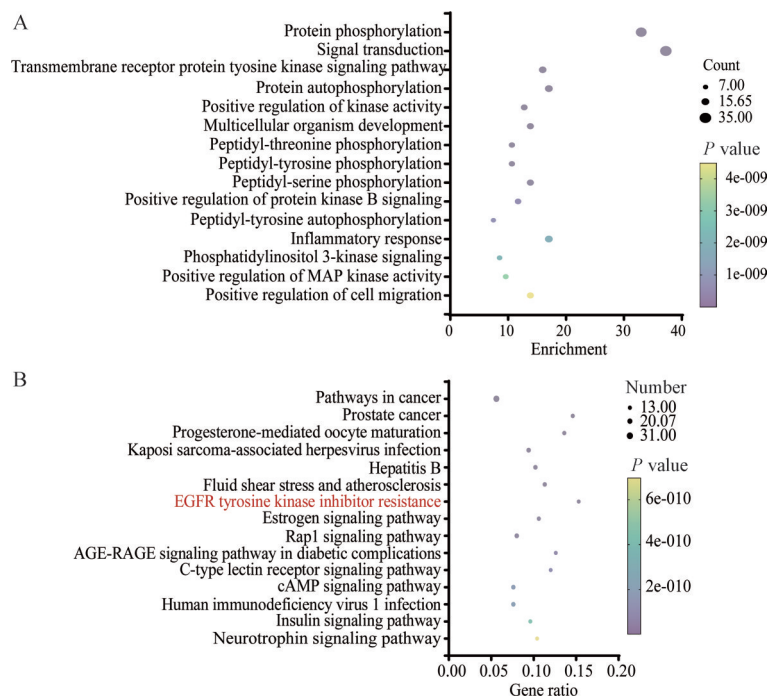 A
Protein phosphorylation
Signal transduction
Transmembrane receptor protein tyosine kinase signaling pathway
Protein autophosphorylation
Positive regulation of kinase activity
Multicellular organism development
Peptidyl-threonine phosphorylation
Peptidyl-tyrosine phosphorylation
Peptidyl-serine phosphorylation
Positive regulation of protein kinase B signaling
Peptidyl-tyrosine autophosphorylation
Inflammatory response
Phosphatidylinositol 3-kinase signaling
Positive regulation of MAP kinase activity
Positive regulation of cell migration
0 10 20 30 40
Enrichment
Count
7.00
15.65
35.00
P value
4e-009
3e-009
2e-009
1e-009
B
Pathways in cancer
Prostate cancer
Progesterone-mediated oocyte maturation
Kaposi sarcoma-associated herpesvirus infection
Hepatitis B
Fluid shear stress and atherosclerosis
EGFR tyrosine kinase inhibitor resistance
Estrogen signaling pathway
Rap1 signaling pathway
AGE-RAGE signaling pathway in diabetic complications
C-type lectin receptor signaling pathway
cAMP signaling pathway
Human immunodeficiency virus 1 infection
Insulin signaling pathway
Neurotrophin signaling pathway
0.00 0.05 0.10 0.15 0.20
Gene ratio
Number
13.00
20.07
31.00
P value
6e-010
4e-010
2e-010